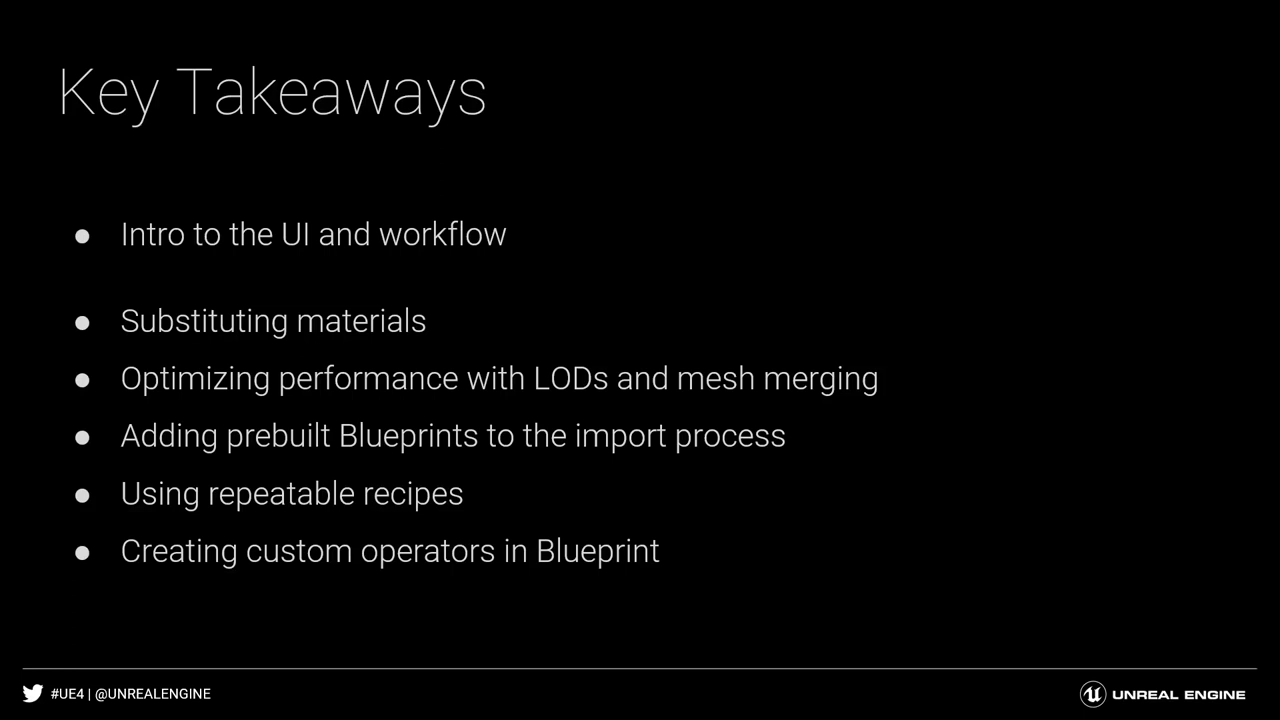 Key Takeaways
● Intro to the UI and workflow
● Substituting materials
● Optimizing performance with LODs and mesh merging
● Adding prebuilt Blueprints to the import process
● Using repeatable recipes
● Creating custom operators in Blueprint
#UE4 | @UNREALENGINE
UNREAL ENGINE